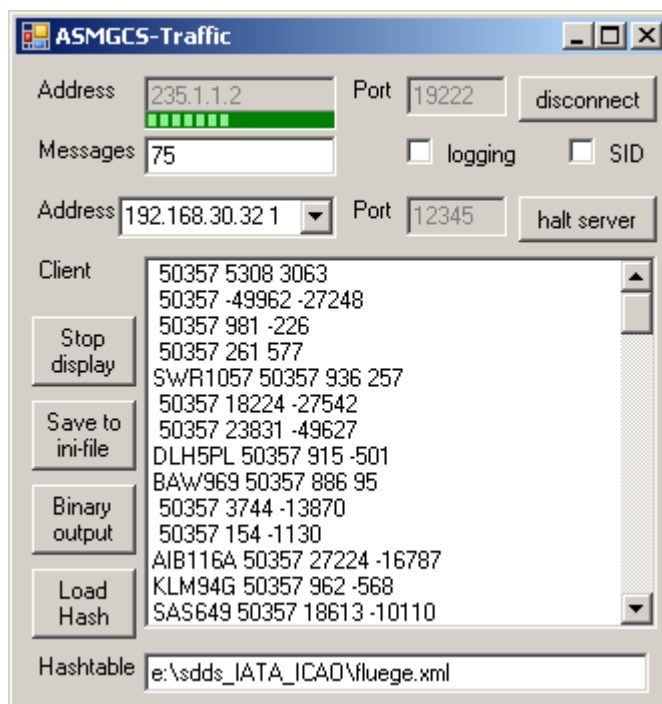 ASMGCS-Traffic
Address 235.1.1.2 Port 19222 disconnect
Messages 75 logging SID
Address 192.168.30.32 1 Port 12345 halt server
Client
50357 5308 3063
50357 -49962 -27248
50357 981 -226
50357 261 577
SWR1057 50357 936 257
50357 18224 -27542
50357 23831 -49627
DLH5PL 50357 915 -501
BAW969 50357 886 95
50357 3744 -13870
50357 154 -1130
AIB116A 50357 27224 -16787
KLM94G 50357 962 -568
SAS649 50357 18613 -10110
Stop
display
Save to
ini-file
Binary
output
Load
Hash
Hashtable e:\sdds_IATA_ICAO\fluege.xml